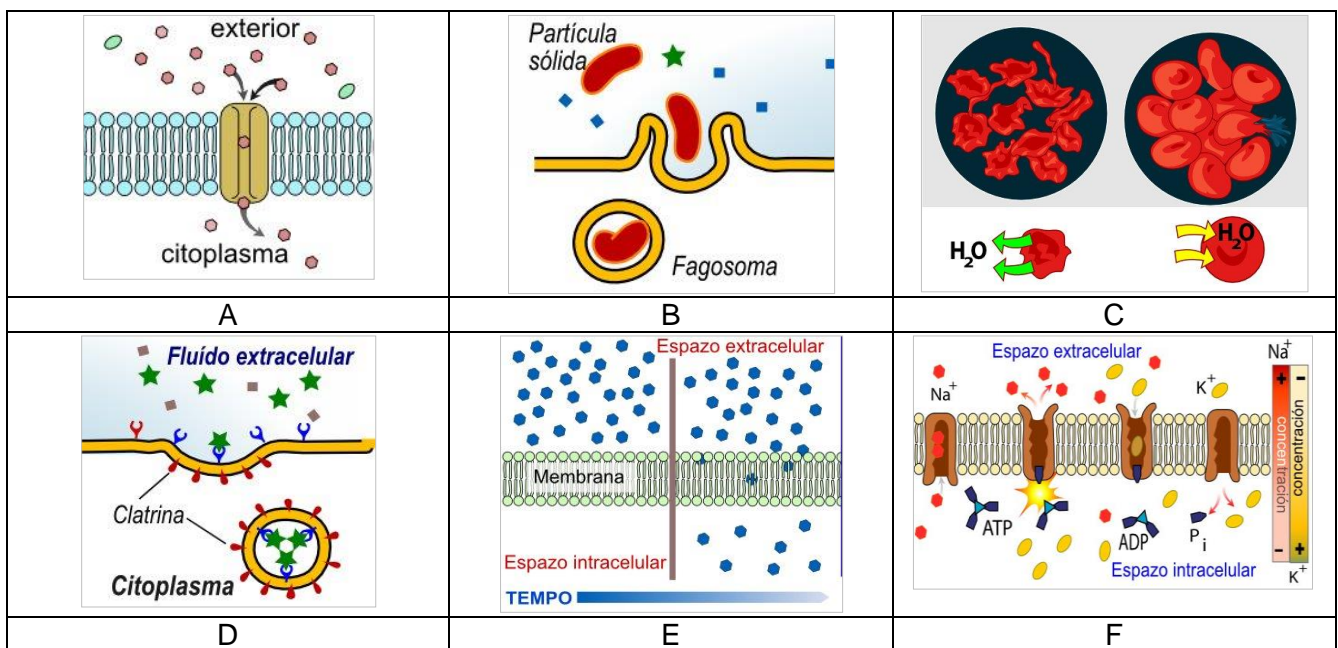 exterior
citoplasma
A
Partícula
sólida
Fagosoma
B
H2O
H2O
C
Fluído extracelular
Clatrina
Citoplasma
D
Espazo extracelular
Membrana
Espazo intracelular
TEMPO
E
Espazo extracelular
Na+
K+
ATP
ADP
Pi
Espazo intracelular
Na+
+
-
concentración
concentración
-
+
K+
F